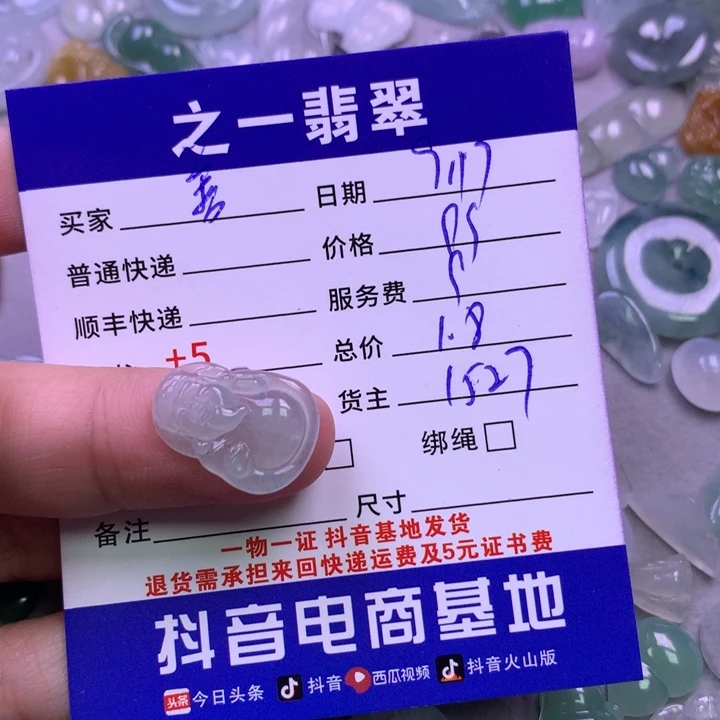 之一翡翠
买家 日期 7.17
普通快递 价格
顺丰快递 服务费
+5 总价 1.8
货主 1527
绑绳
备注 尺寸
一物一证 抖音基地发货
退货需承担来回快递运费及5元证书费
抖音电商基地
头条 今日头条 抖音 西瓜视频 抖音火山版